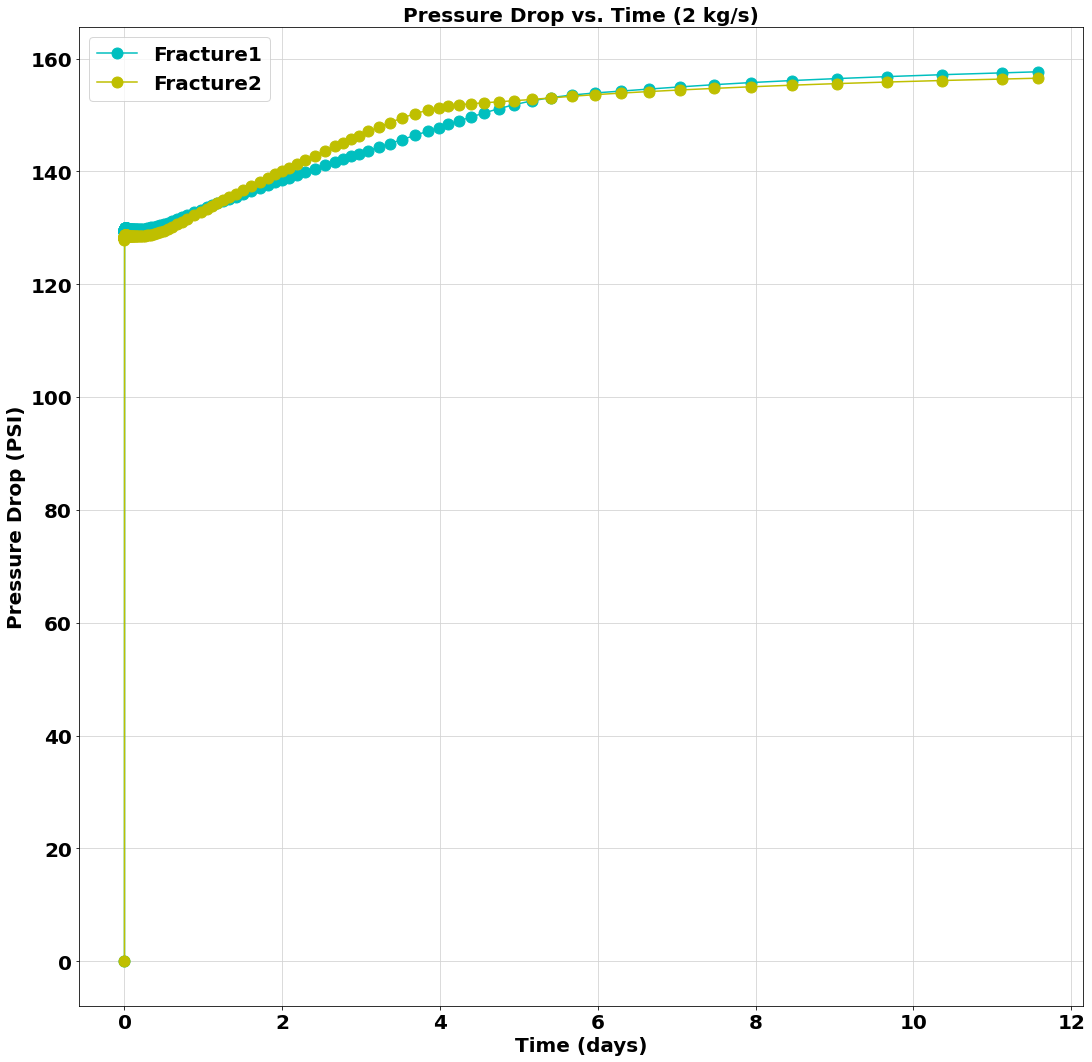 Pressure Drop vs. Time (2 kg/s)
Fracture1
Fracture2
160
140
120
100
80
60
40
20
0
Pressure Drop (PSI)
0 2 4 6 8 10 12
Time (days)